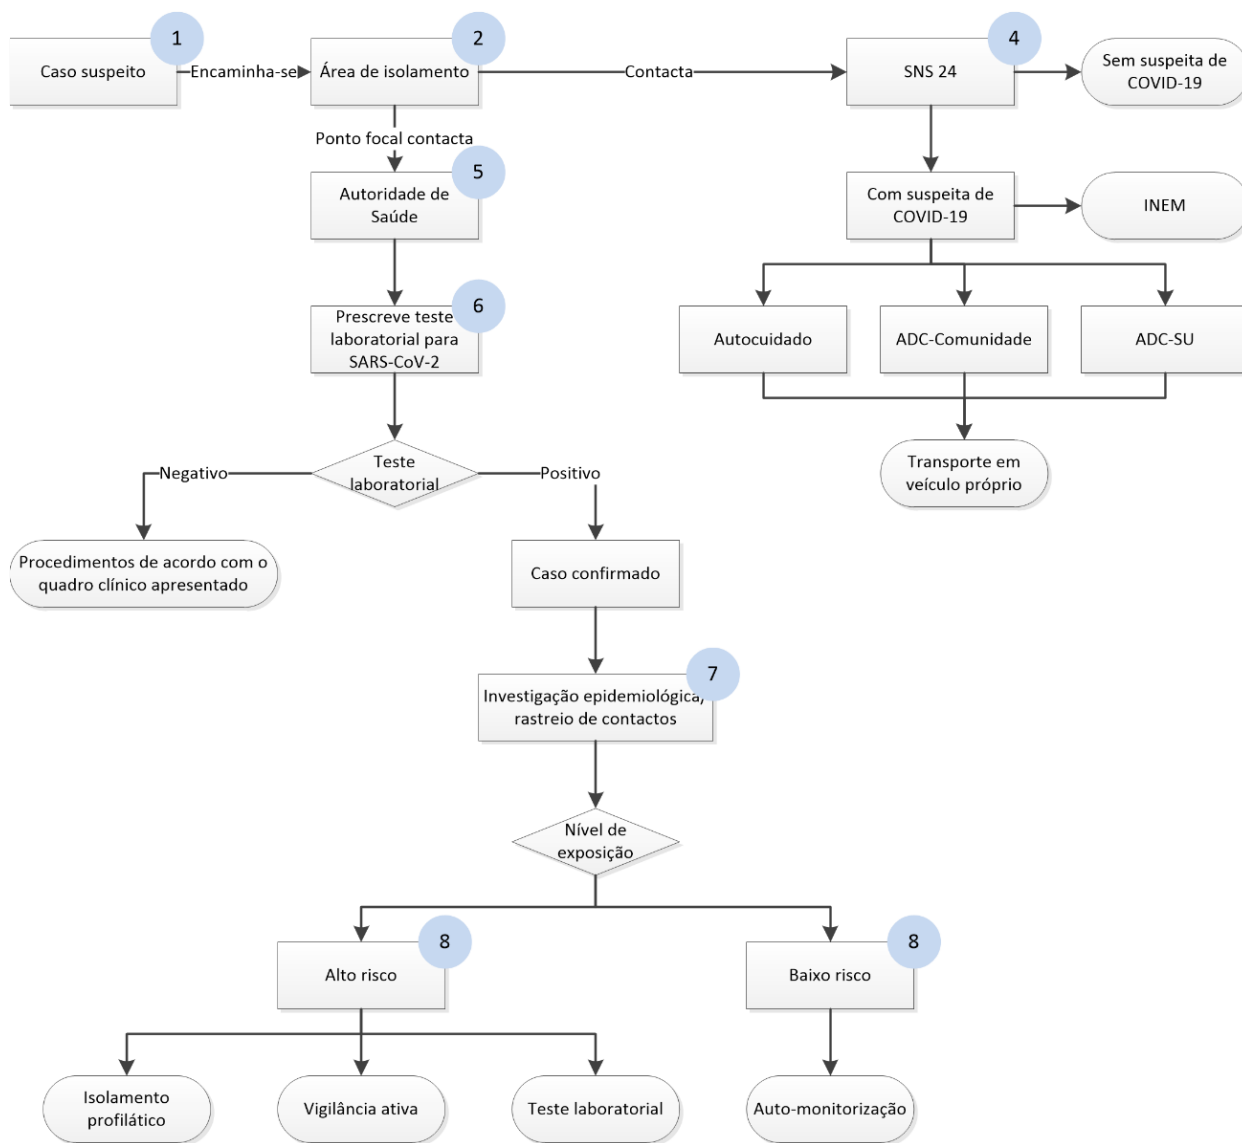 1
2
4
Caso suspeito
Encaminha-se
Área de isolamento
Contacta
SNS 24
Sem suspeita de
COVID-19
Ponto focal contacta
5
Autoridade de
Saúde
Com suspeita de
COVID-19
INEM
6
Prescreve teste
laboratorial para
SARS-CoV-2
Autocuidado
ADC-Comunidade
ADC-SU
Negativo
Teste
laboratorial
Positivo
Transporte em
veículo próprio
Procedimentos de acordo com o
quadro clínico apresentado
Caso confirmado
7
Investigação epidemiológica/
rastreio de contactos
Nível de
exposição
8
Alto risco
8
Baixo risco
Isolamento
profilático
Vigilância ativa
Teste laboratorial
Auto-monitorização